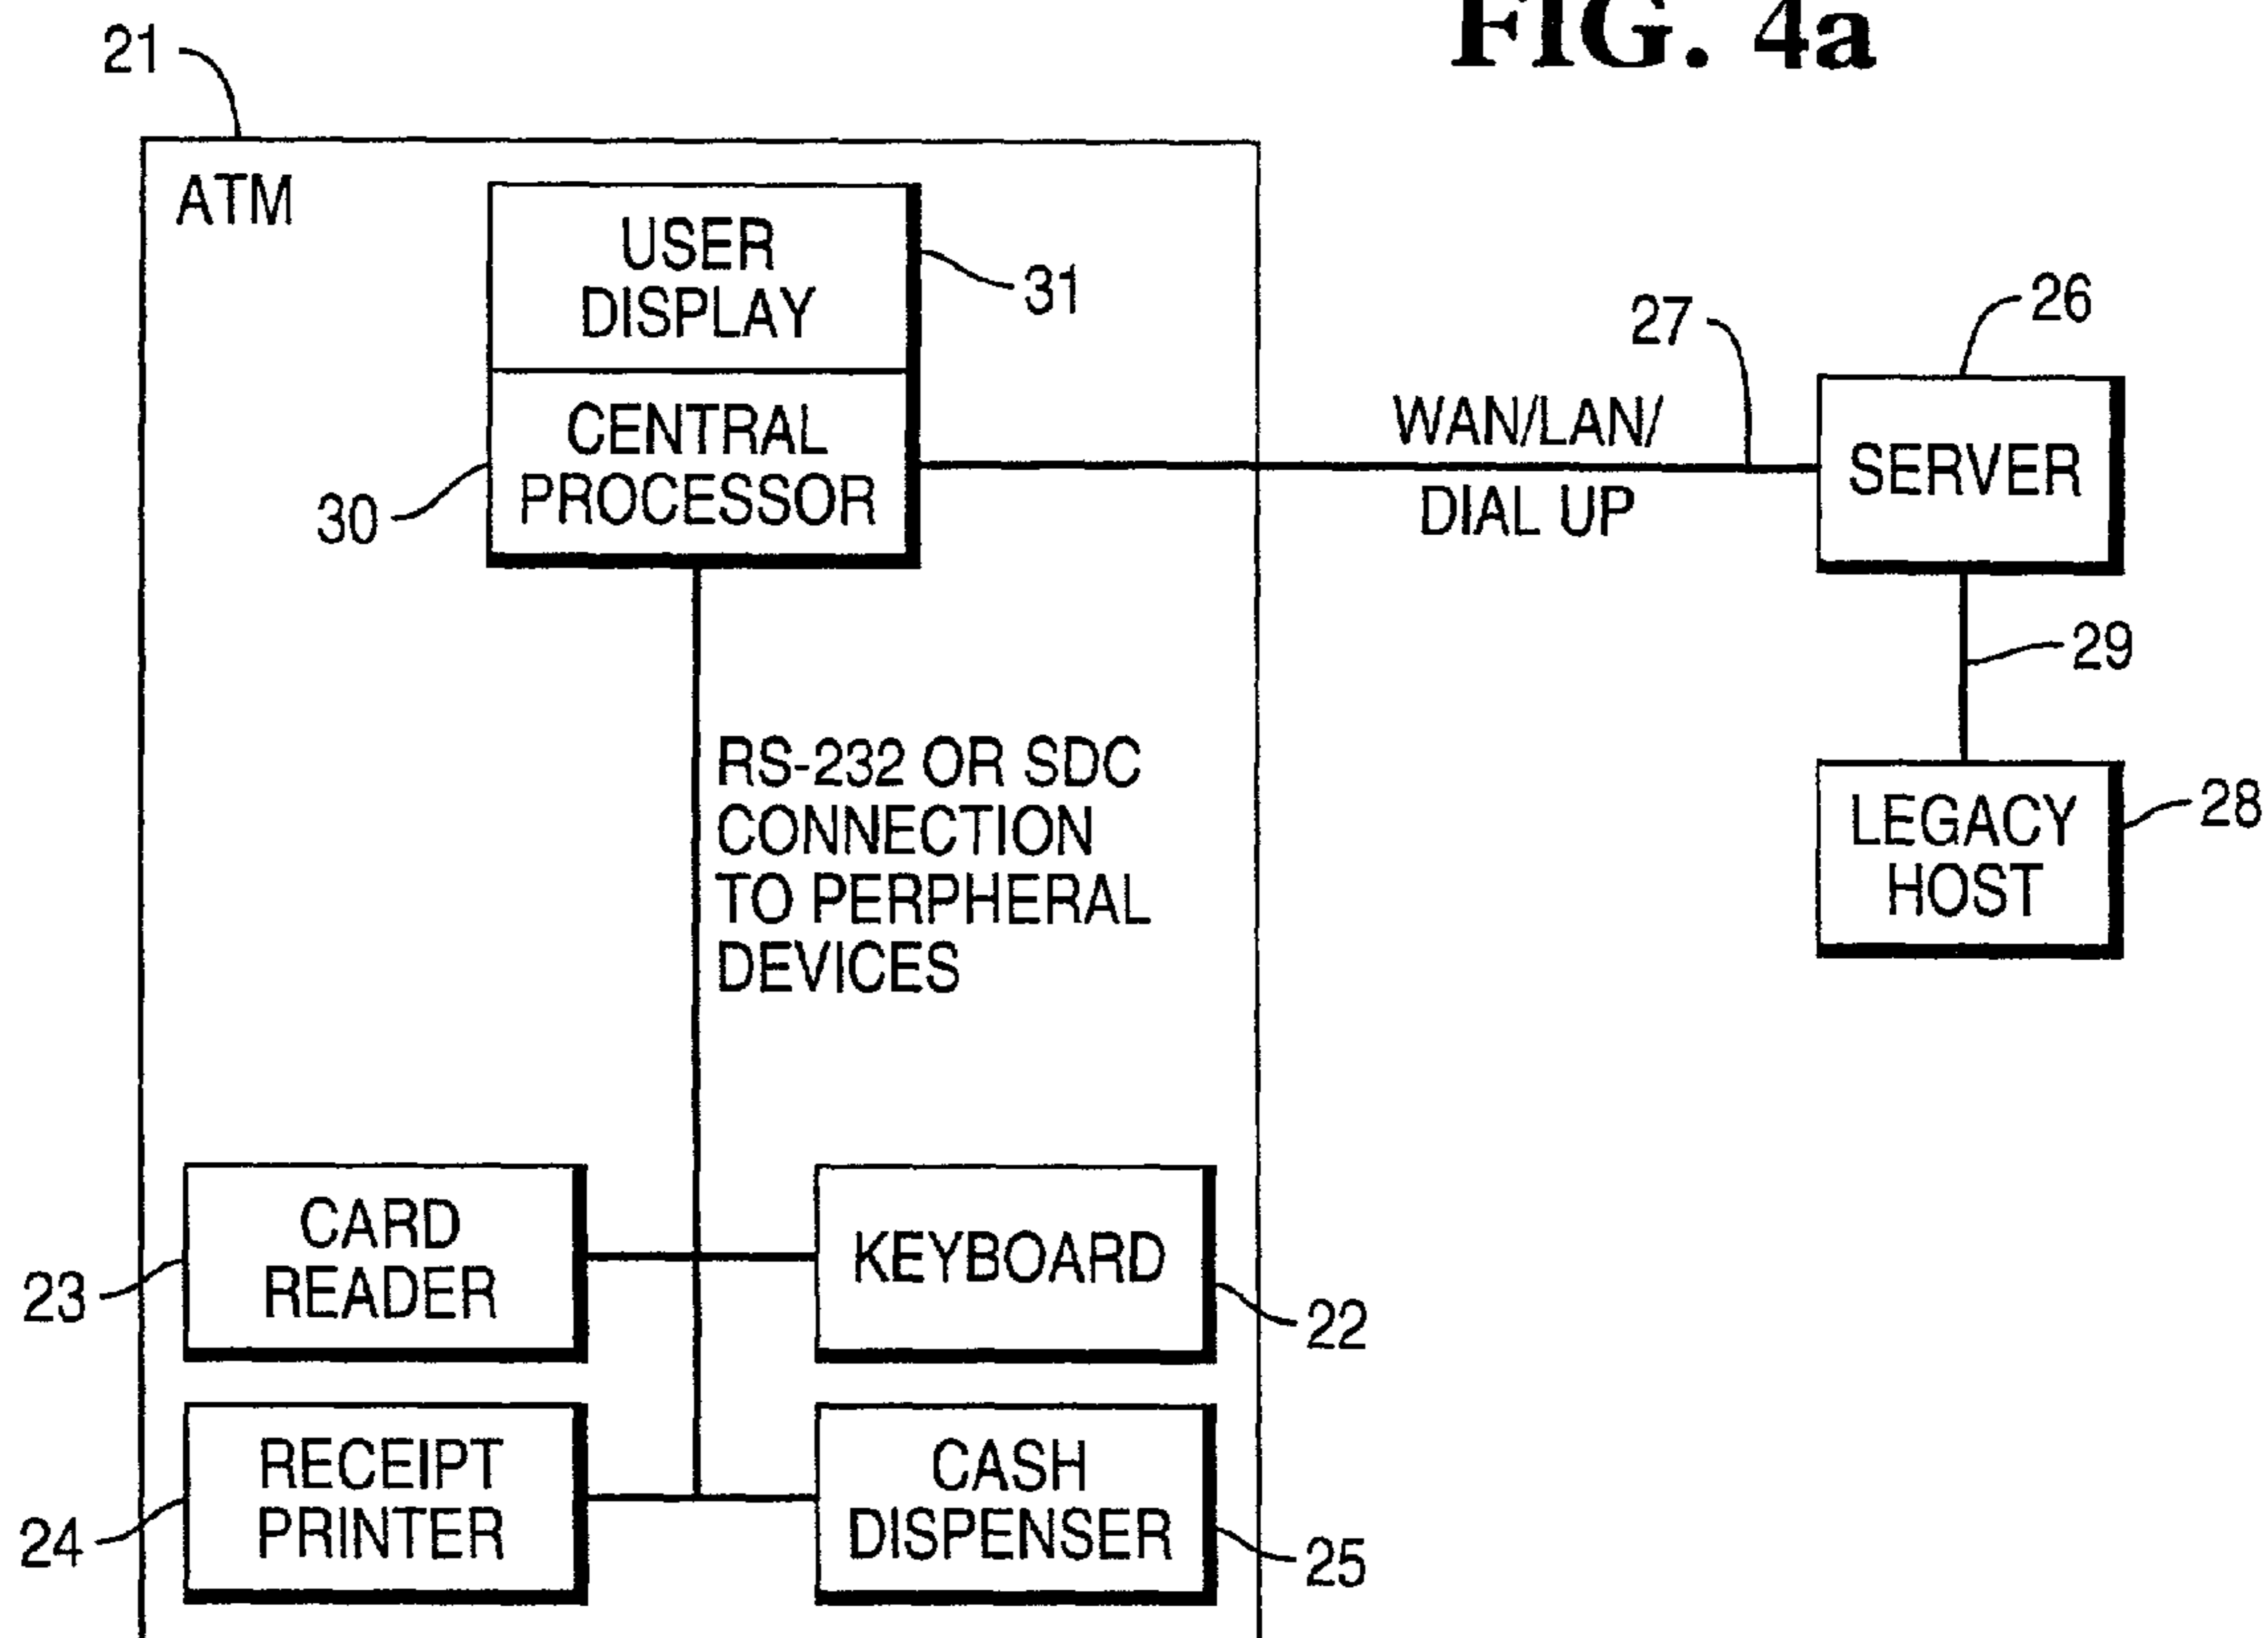 FIG. 4a
21
ATM
USER
DISPLAY
31
CENTRAL
PROCESSOR
30
27
WAN/LAN/
DIAL UP
26
SERVER
29
LEGACY
HOST
28
RS-232 OR SDC
CONNECTION
TO PERPHERAL
DEVICES
CARD
READER
23
KEYBOARD
22
RECEIPT
PRINTER
24
CASH
DISPENSER
25